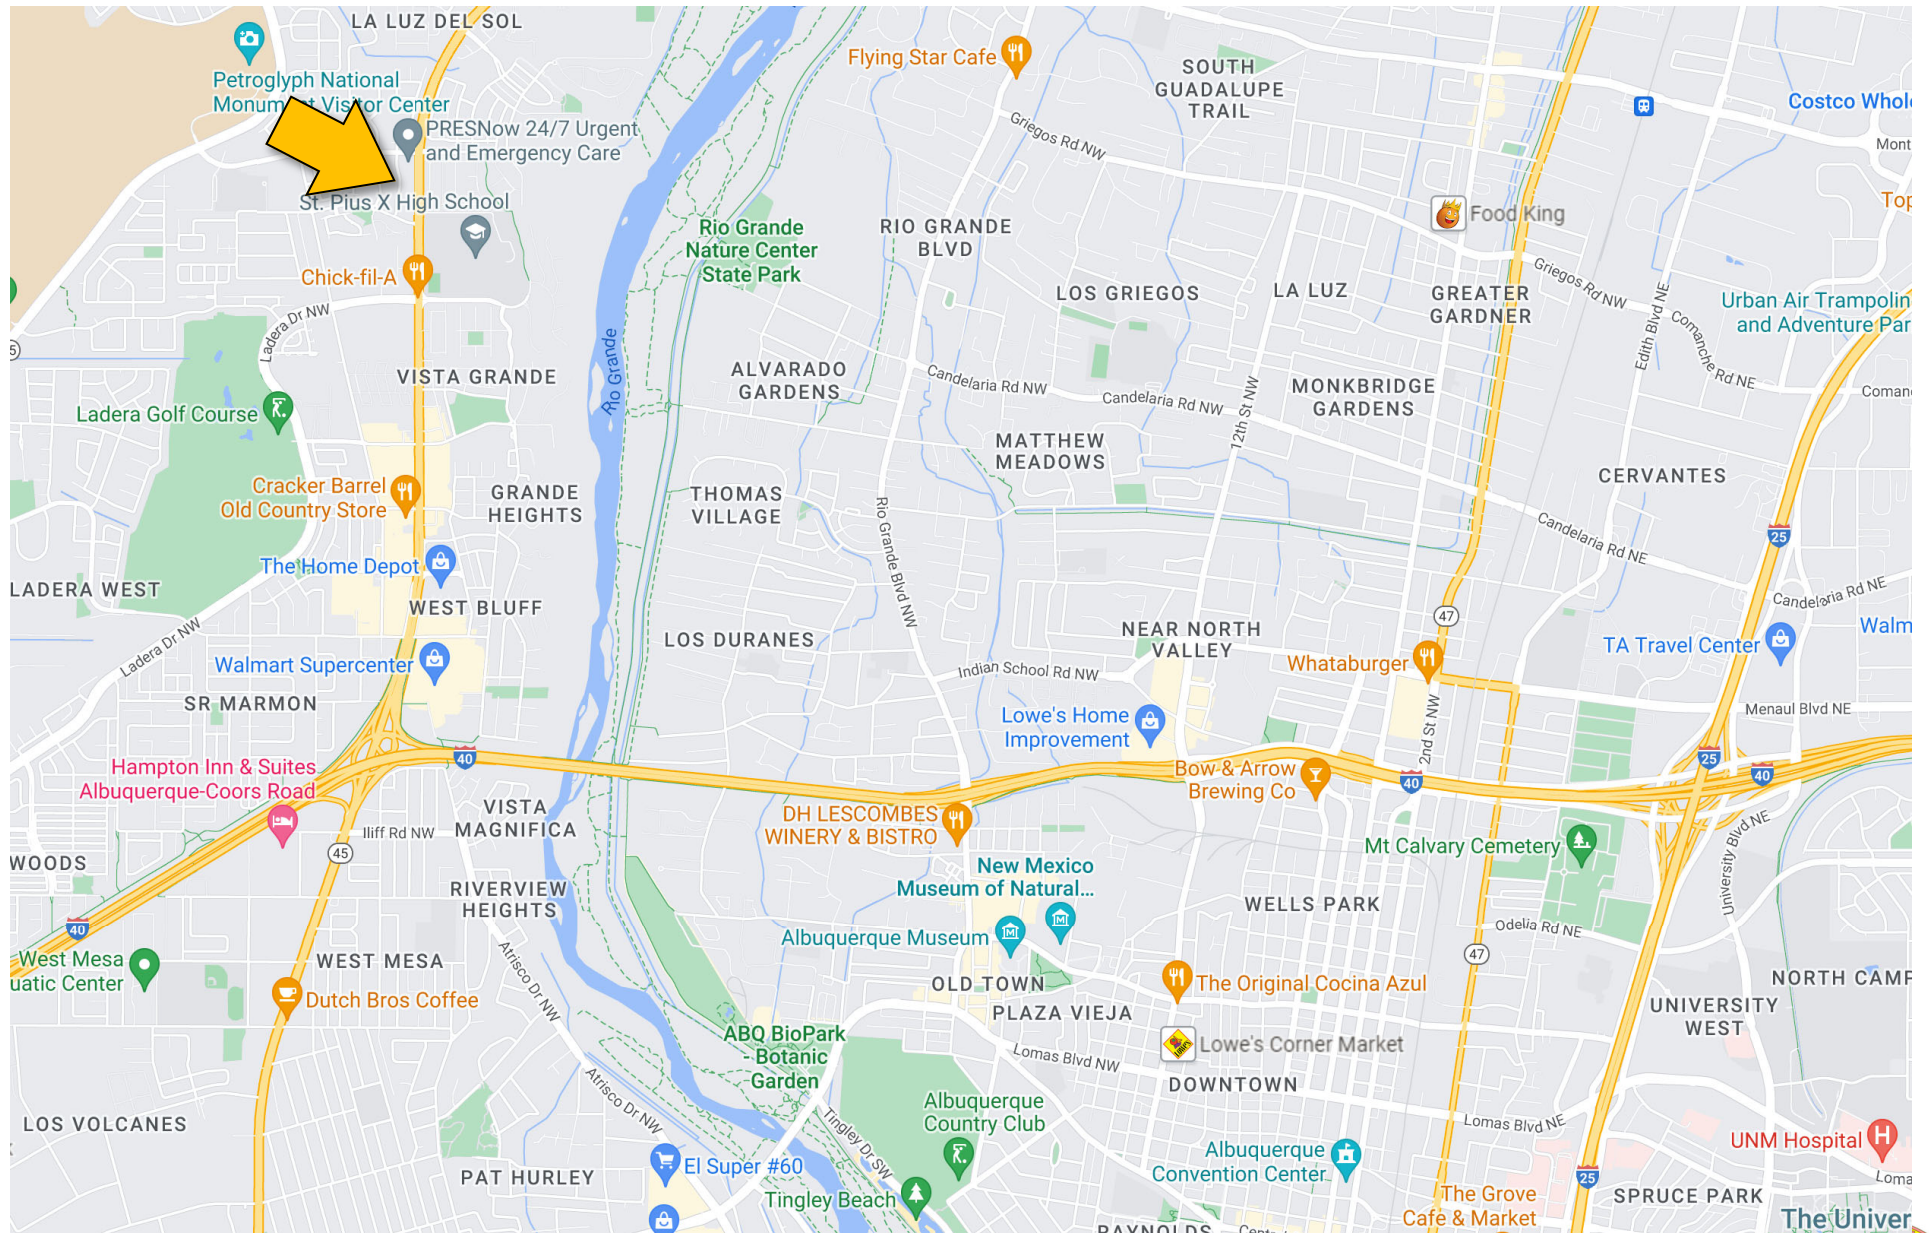 LA LUZ DEL SOL
Petroglyph National
Monument Visitor Center
PRESNow 24/7 Urgent
and Emergency Care
St. Pius X High School
Chick-fil-A
Ladera Dr NW
5
VISTA GRANDE
Ladera Golf Course
Cracker Barrel
Old Country Store
GRANDE
HEIGHTS
The Home Depot
LADERA WEST
WEST BLUFF
Ladera Dr NW
Walmart Supercenter
SR MARMON
40
Hampton Inn & Suites
Albuquerque-Coors Road
VISTA
MAGNIFICA
Iliff Rd NW
45
WOODS
RIVERVIEW
HEIGHTS
40
West Mesa
uatic Center
WEST MESA
Dutch Bros Coffee
Atrisco Dr NW
LOS VOLCANES
Atrisco Dr NW
PAT HURLEY
El Super #60
Flying Star Cafe
SOUTH
GUADALUPE
TRAIL
Griegos Rd NW
Costco Whol
Mont
Food King
Top
Rio Grande
Nature Center
State Park
RIO GRANDE
BLVD
LOS GRIEGOS
LA LUZ
GREATER
GARDNER
Griegos Rd NW
Edith Blvd NE
Comanche Rd NE
Urban Air Trampolin
and Adventure Par
Rio Grande
ALVARADO
GARDENS
Candelaria Rd NW
Candelaria Rd NW
12th St NW
MONKBRIDGE
GARDENS
Coman
MATTHEW
MEADOWS
CERVANTES
THOMAS
VILLAGE
Rio Grande Blvd NW
Candelaria Rd NE
25
Candelaria Rd NE
47
LOS DURANES
NEAR NORTH
VALLEY
Indian School Rd NW
Whataburger
TA Travel Center
Walm
Lowe's Home
Improvement
2nd St NW
Menaul Blvd NE
25
40
40
Bow & Arrow
Brewing Co
DH LESCOMBES
WINERY & BISTRO
Mt Calvary Cemetery
University Blvd NE
New Mexico
Museum of Natural...
WELLS PARK
Albuquerque Museum
Odelia Rd NE
47
OLD TOWN
The Original Cocina Azul
NORTH CAMP
PLAZA VIEJA
UNIVERSITY
WEST
ABQ BioPark
- Botanic
Garden
Lomas Blvd NW
Lowe's Corner Market
DOWNTOWN
Tingley Dr SW
Albuquerque
Country Club
Lomas Blvd NE
UNM Hospital
H
Albuquerque
Convention Center
Loma
Tingley Beach
25
The Grove
Cafe & Market
SPRUCE PARK
The Univer